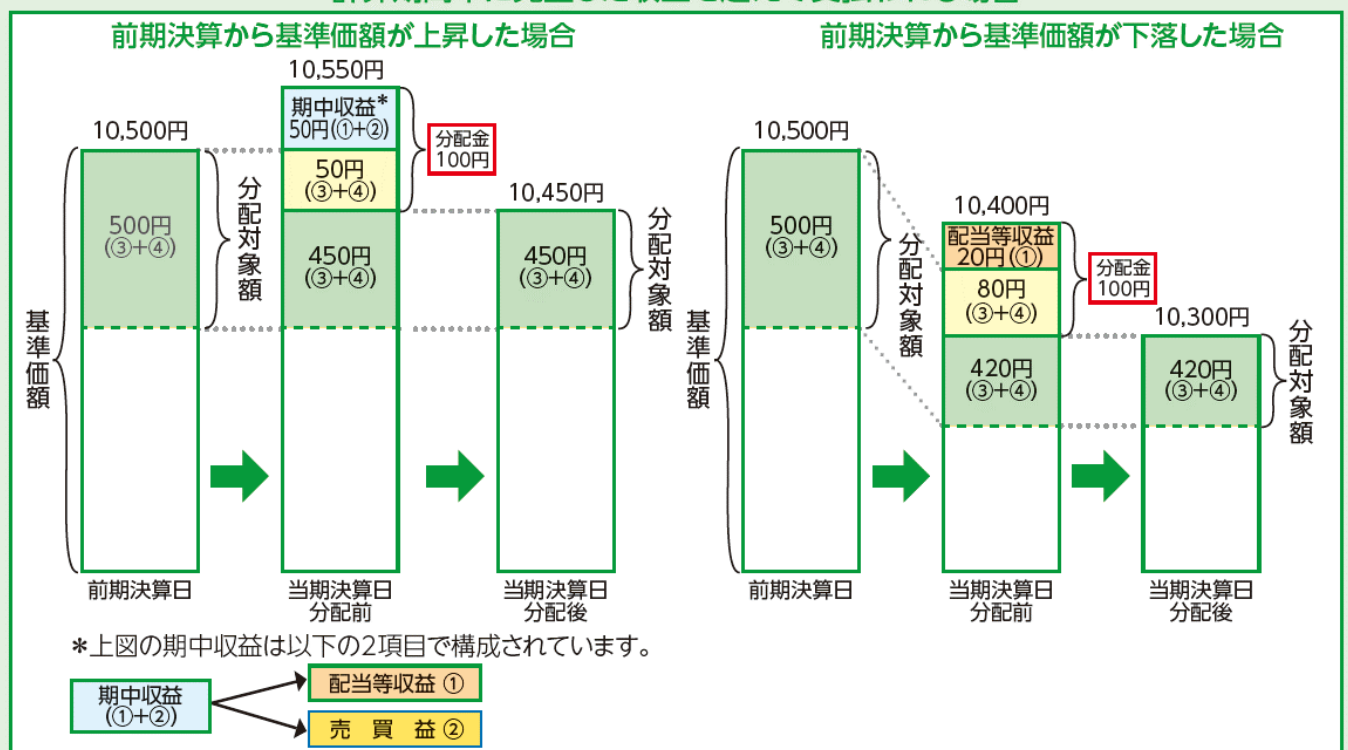 前期決算から基準価額が上昇した場合
10,550円
期中収益*
50円(①+②)
10,500円
分配金
100円
50円
(③+④)
10,450円
500円
(③+④)
分配対象額
450円
(③+④)
450円
(③+④)
分配対象額
基準価額
前期決算日
当期決算日
分配前
当期決算日
分配後
前期決算から基準価額が下落した場合
10,500円
10,400円
500円
(③+④)
分配対象額
配当等収益
20円(①)
分配金
100円
80円
(③+④)
10,300円
基準価額
420円
(③+④)
420円
(③+④)
分配対象額
前期決算日
当期決算日
分配前
当期決算日
分配後
*上図の期中収益は以下の2項目で構成されています。
期中収益
(①+②)
配当等収益 ①
売 買 益 ②